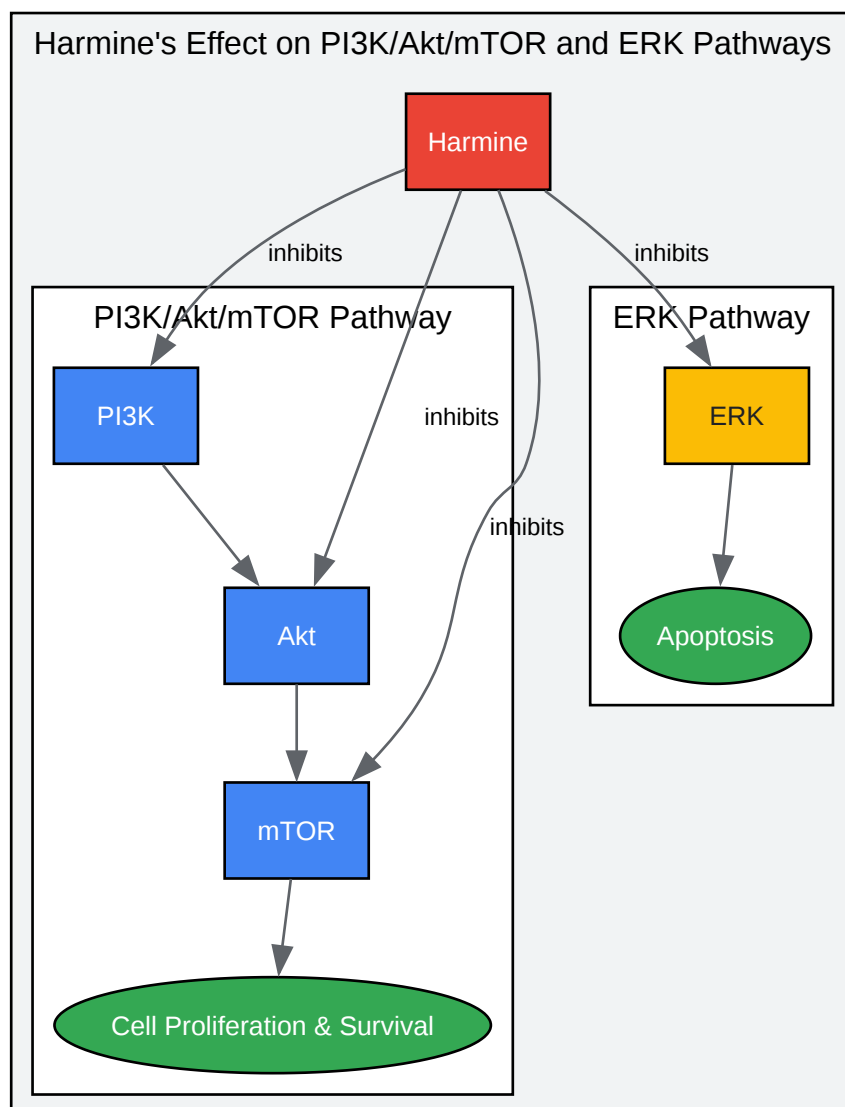 Harmine's Effect on PI3K/Akt/mTOR and ERK Pathways
Harmine
inhibits
inhibits
PI3K/Akt/mTOR Pathway
ERK Pathway
PI3K
inhibits
ERK
inhibits
Akt
Apoptosis
mTOR
Cell Proliferation & Survival